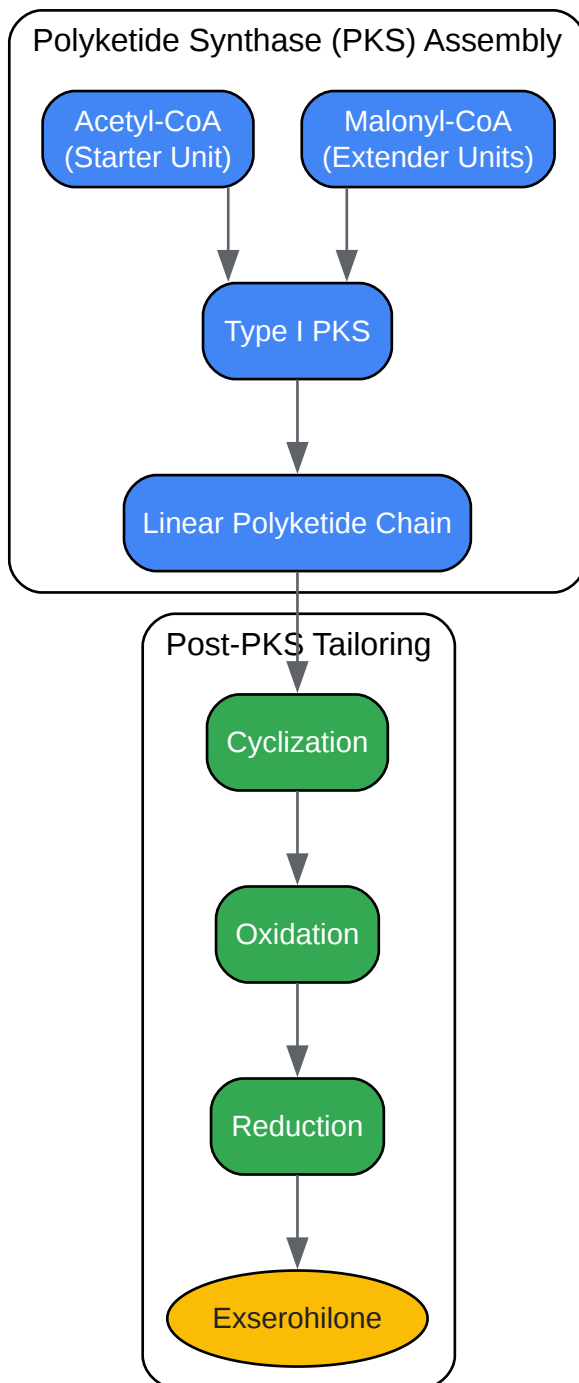 Polyketide Synthase (PKS) Assembly
Acetyl-CoA
(Starter Unit)
Malonyl-CoA
(Extender Units)
Type I PKS
Linear Polyketide Chain
Post-PKS Tailoring
Cyclization
Oxidation
Reduction
Exserohilone